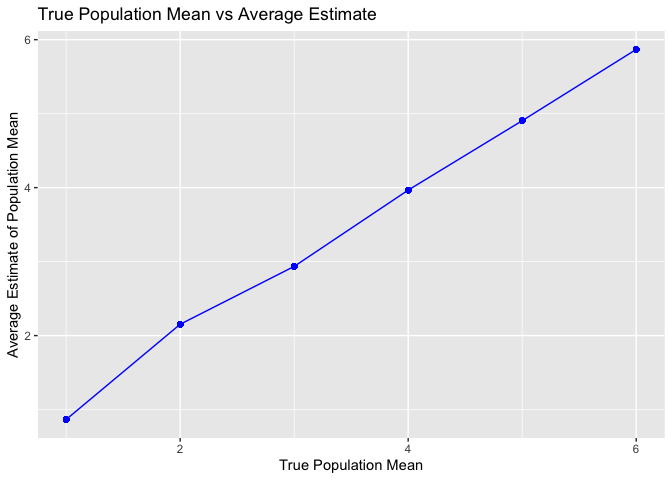 True Population Mean vs Average Estimate
Average Estimate of Population Mean
6
4
2
2
4
6
True Population Mean